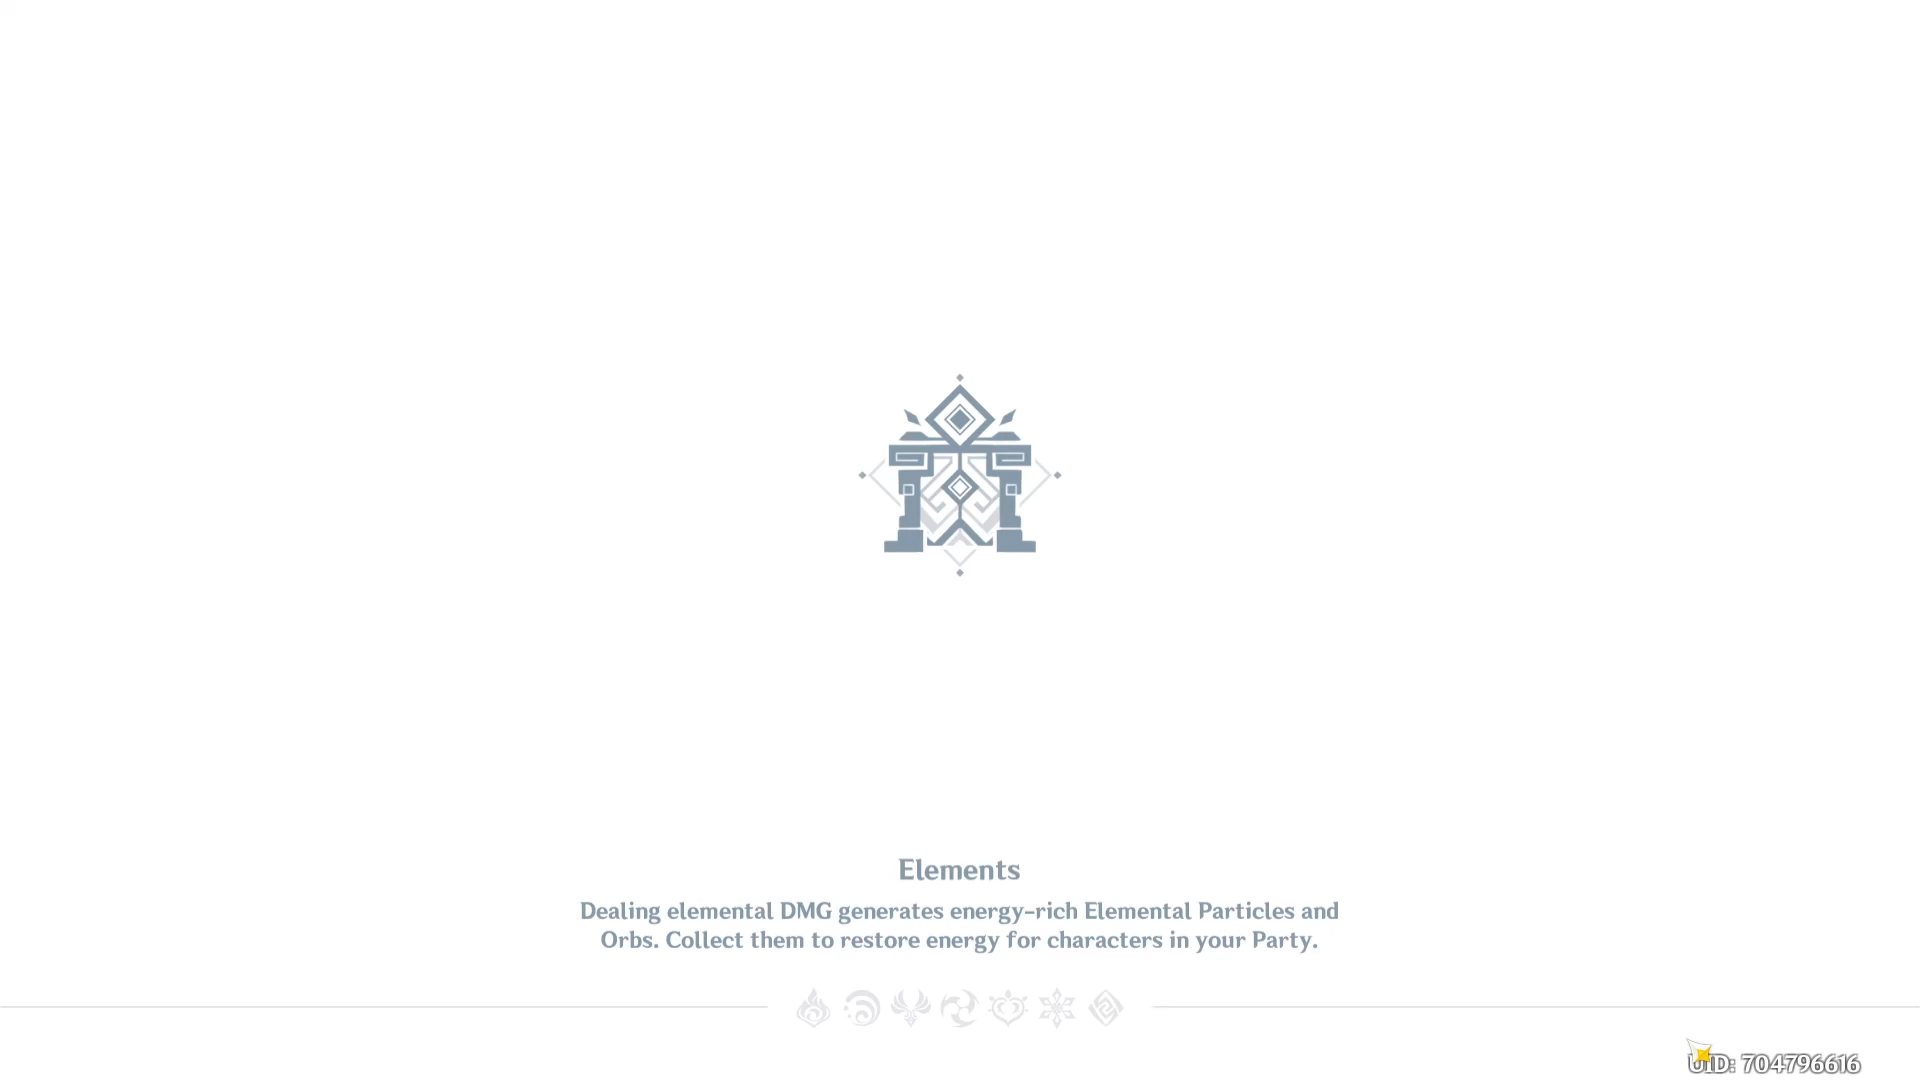 Elements
Dealing elemental DMG generates energy-rich Elemental Particles and
Orbs. Collect them to restore energy for characters in your Party.
UID: 704796616